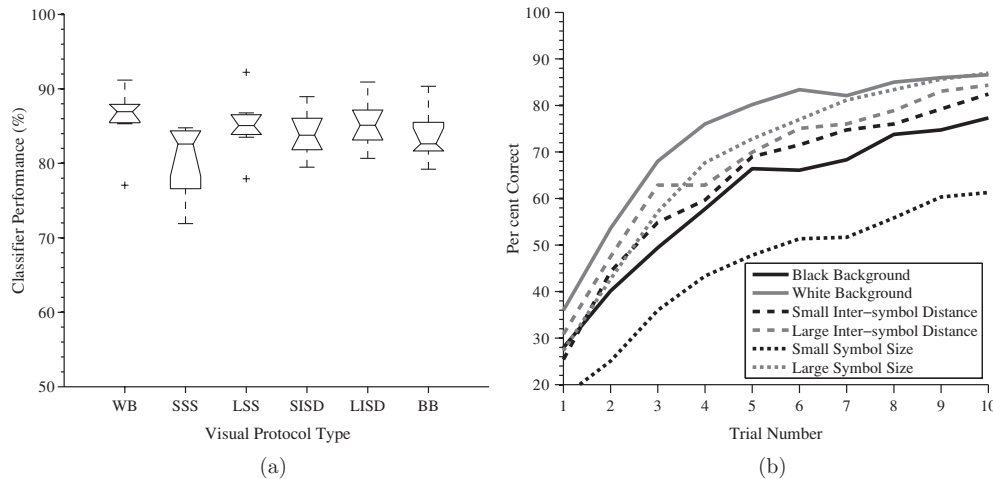 100
90
80
70
60
50
Classifier Performance (%)
WB SSS LSS SISD LISD BB
Visual Protocol Type
(a)
100
90
80
70
60
50
40
30
20
Per cent Correct
Black Background
White Background
Small Inter−symbol Distance
Large Inter−symbol Distance
Small Symbol Size
Large Symbol Size
1 2 3 4 5 6 7 8 9 10
Trial Number
(b)